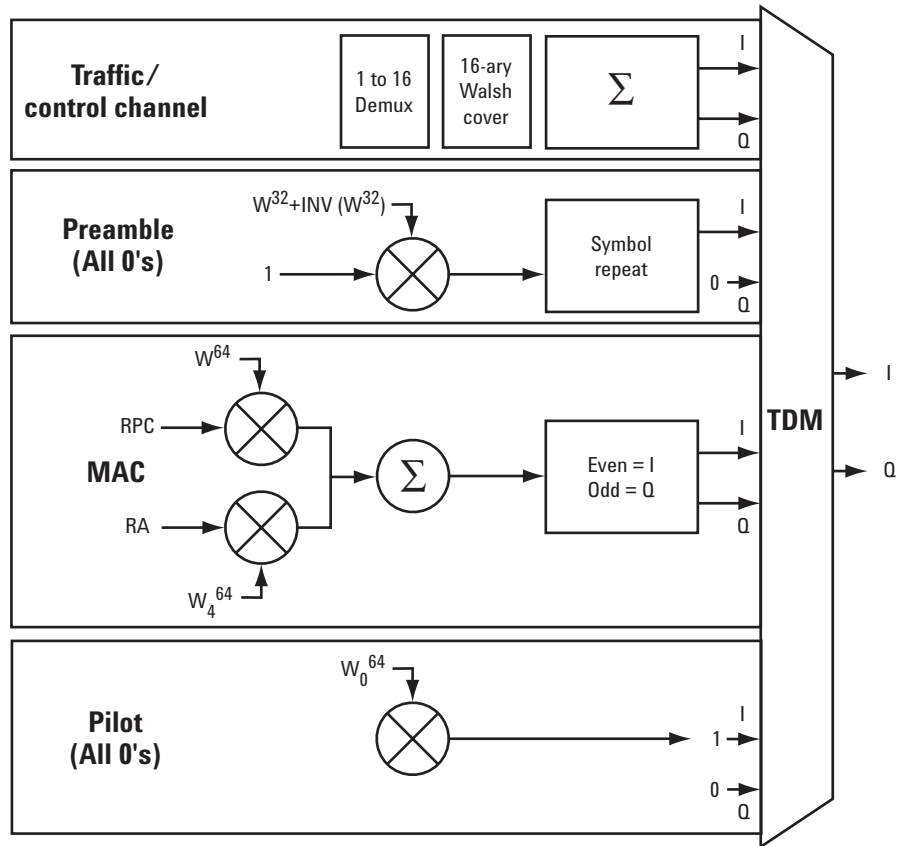 Traffic/
control channel
1 to 16
Demux
16-ary
Walsh
cover
Σ
I
Q
Preamble
(All 0's)
W³²+INV (W³²)
1
Symbol
repeat
I
0
Q
MAC
W⁶⁴
RPC
RA
W₄⁶⁴
Σ
Even = I
Odd = Q
I
Q
Pilot
(All 0's)
W₀⁶⁴
I
1
0
Q
TDM
I
Q